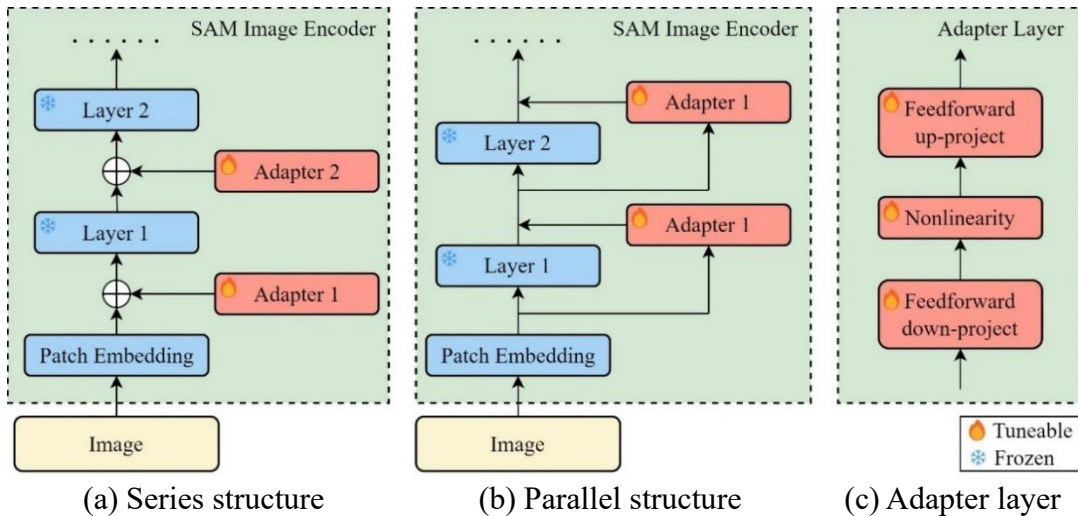 SAM Image Encoder
. . . . . .
Layer 2
Adapter 2
Layer 1
Adapter 1
Patch Embedding
Image
(a) Series structure
SAM Image Encoder
. . . . . .
Adapter 1
Layer 2
Adapter 1
Layer 1
Patch Embedding
Image
(b) Parallel structure
Adapter Layer
Feedforward
up-project
Nonlinearity
Feedforward
down-project
Tuneable
Frozen
(c) Adapter layer